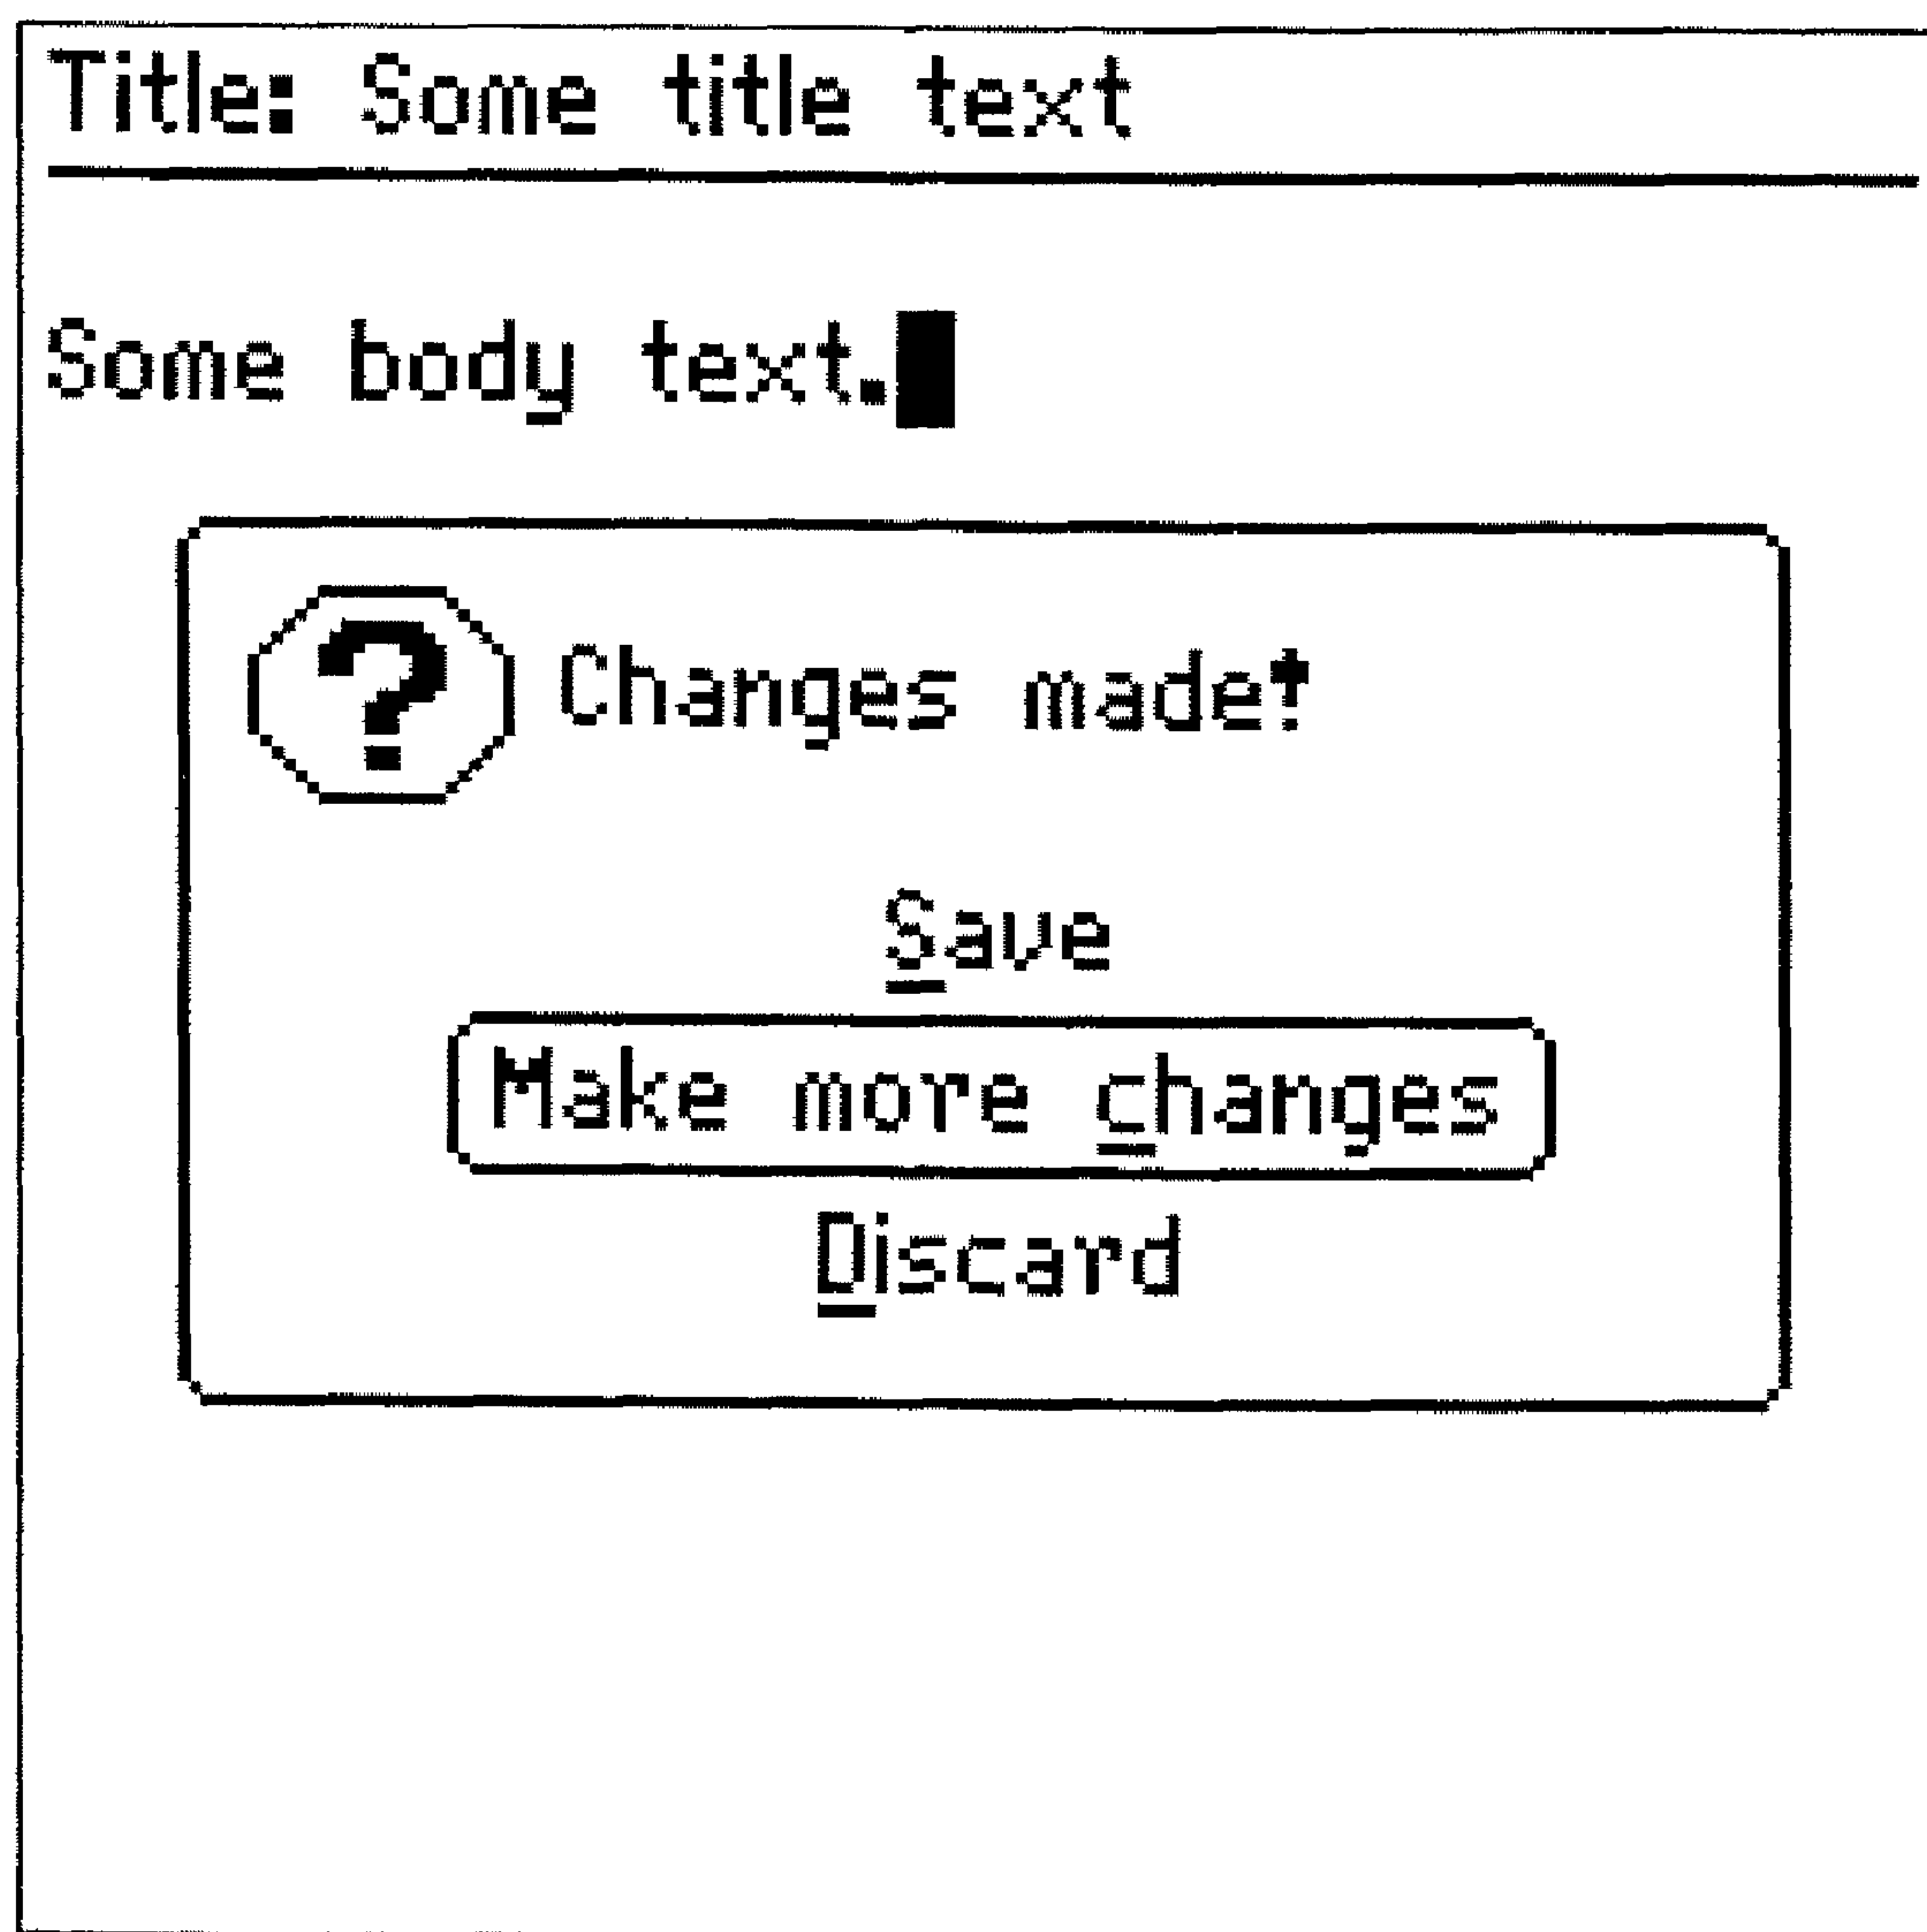 Title: Some title text
Some body text.
? Changes made!
Save
Make more changes
Discard